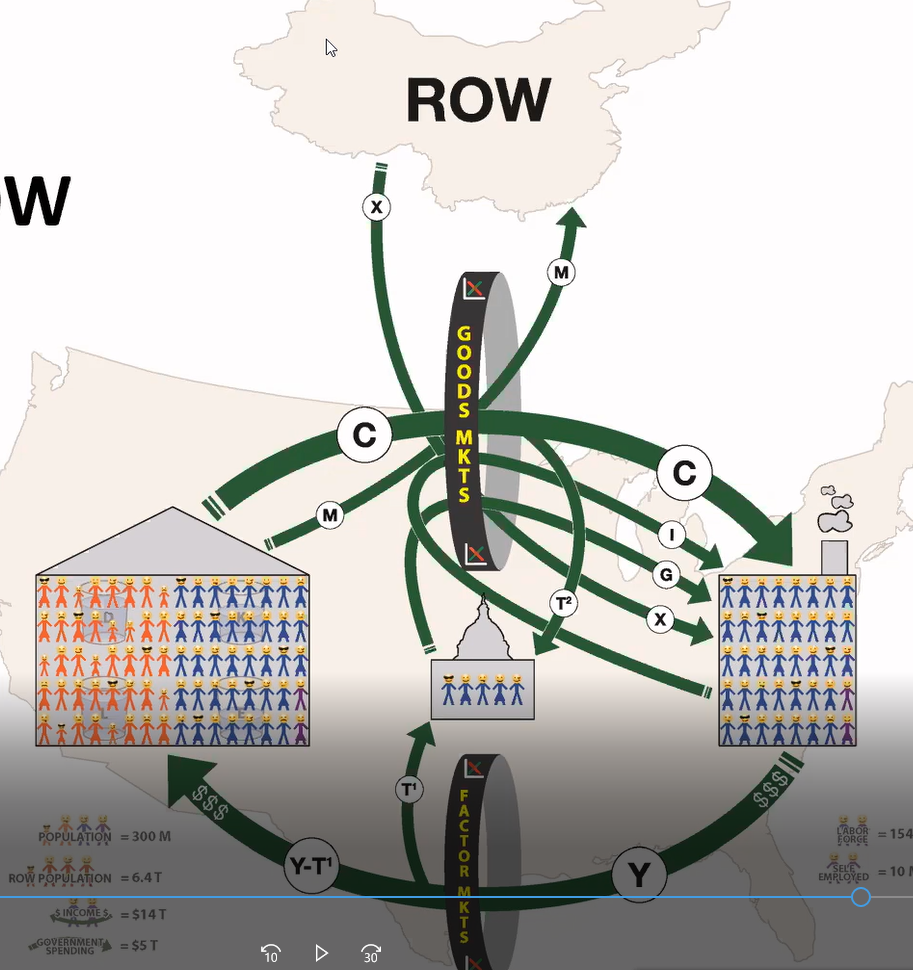 ROW
OW
X
M
GOODS MKTS
C
C
M
I
G
X
T²
D
L
T¹
$$$
$$$
FACTOR MKTS
Y-T¹
Y
POPULATION = 300 M
ROW POPULATION = 6.4 T
$ INCOME $ = $14 T
GOVERNMENT SPENDING = $5 T
LABOR FORCE = 154
SELF EMPLOYED = 10 M
10
30